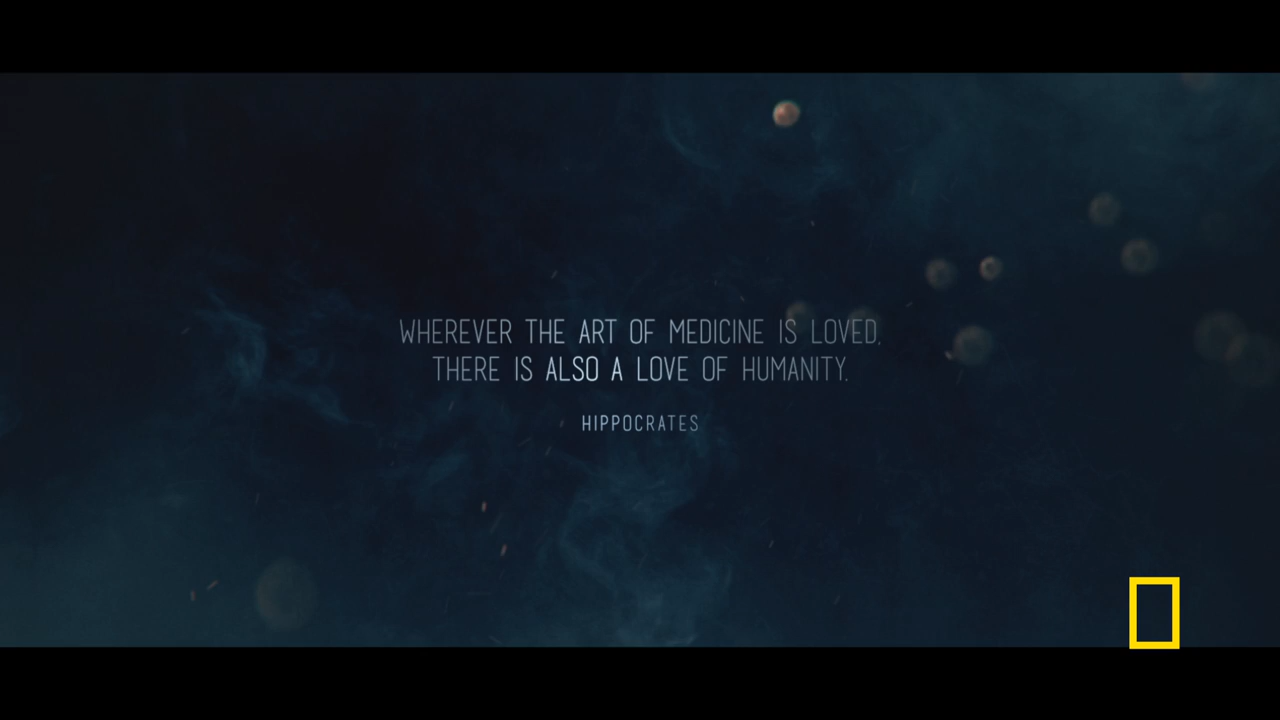 WHEREVER THE ART OF MEDICINE IS LOVED,
THERE IS ALSO A LOVE OF HUMANITY.
HIPPOCRATES